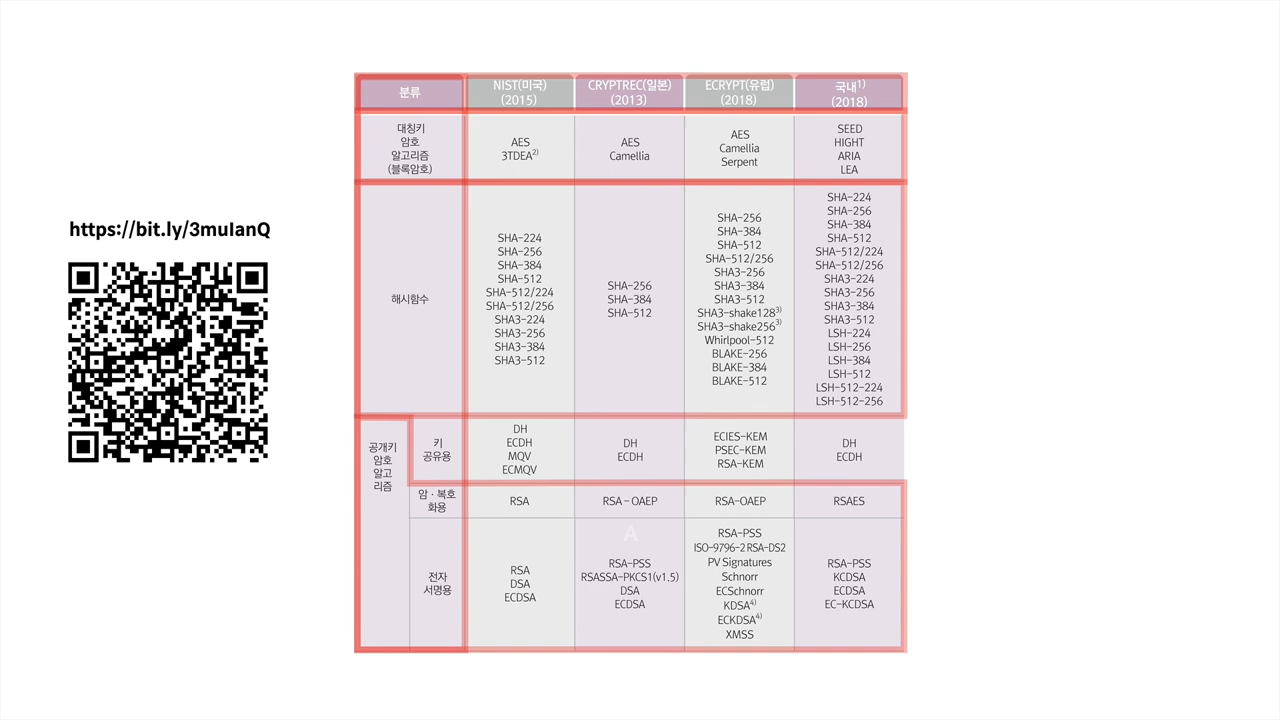 https://bit.ly/3muIanQ
분류
NIST(미국)
(2015)
CRYPTREC(일본)
(2013)
ECRYPT(유럽)
(2018)
국내1)
(2018)
대칭키
암호
알고리즘
(블록암호)
AES
3TDEA2)
AES
Camellia
AES
Camellia
Serpent
SEED
HIGHT
ARIA
LEA
해시함수
SHA-224
SHA-256
SHA-384
SHA-512
SHA-512/224
SHA-512/256
SHA3-224
SHA3-256
SHA3-384
SHA3-512
SHA-256
SHA-384
SHA-512
SHA-256
SHA-384
SHA-512
SHA-512/256
SHA3-256
SHA3-384
SHA3-512
SHA3-shake1283)
SHA3-shake2563)
Whirlpool-512
BLAKE-256
BLAKE-384
BLAKE-512
SHA-224
SHA-256
SHA-384
SHA-512
SHA-512/224
SHA-512/256
SHA3-224
SHA3-256
SHA3-384
SHA3-512
LSH-224
LSH-256
LSH-384
LSH-512
LSH-512-224
LSH-512-256
공개키
암호
알고
리즘
키
공유용
DH
ECDH
MQV
ECMQV
DH
ECDH
ECIES-KEM
PSEC-KEM
RSA-KEM
DH
ECDH
암·복호
화용
RSA
RSA-OAEP
RSA-OAEP
RSAES
전자
서명용
RSA
DSA
ECDSA
A
RSA-PSS
RSASSA-PKCS1(v1.5)
DSA
ECDSA
RSA-PSS
ISO-9796-2 RSA-DS2
PV Signatures
Schnorr
ECSchnorr
KDSA4)
ECKDSA4)
XMSS
RSA-PSS
KCDSA
ECDSA
EC-KCDSA